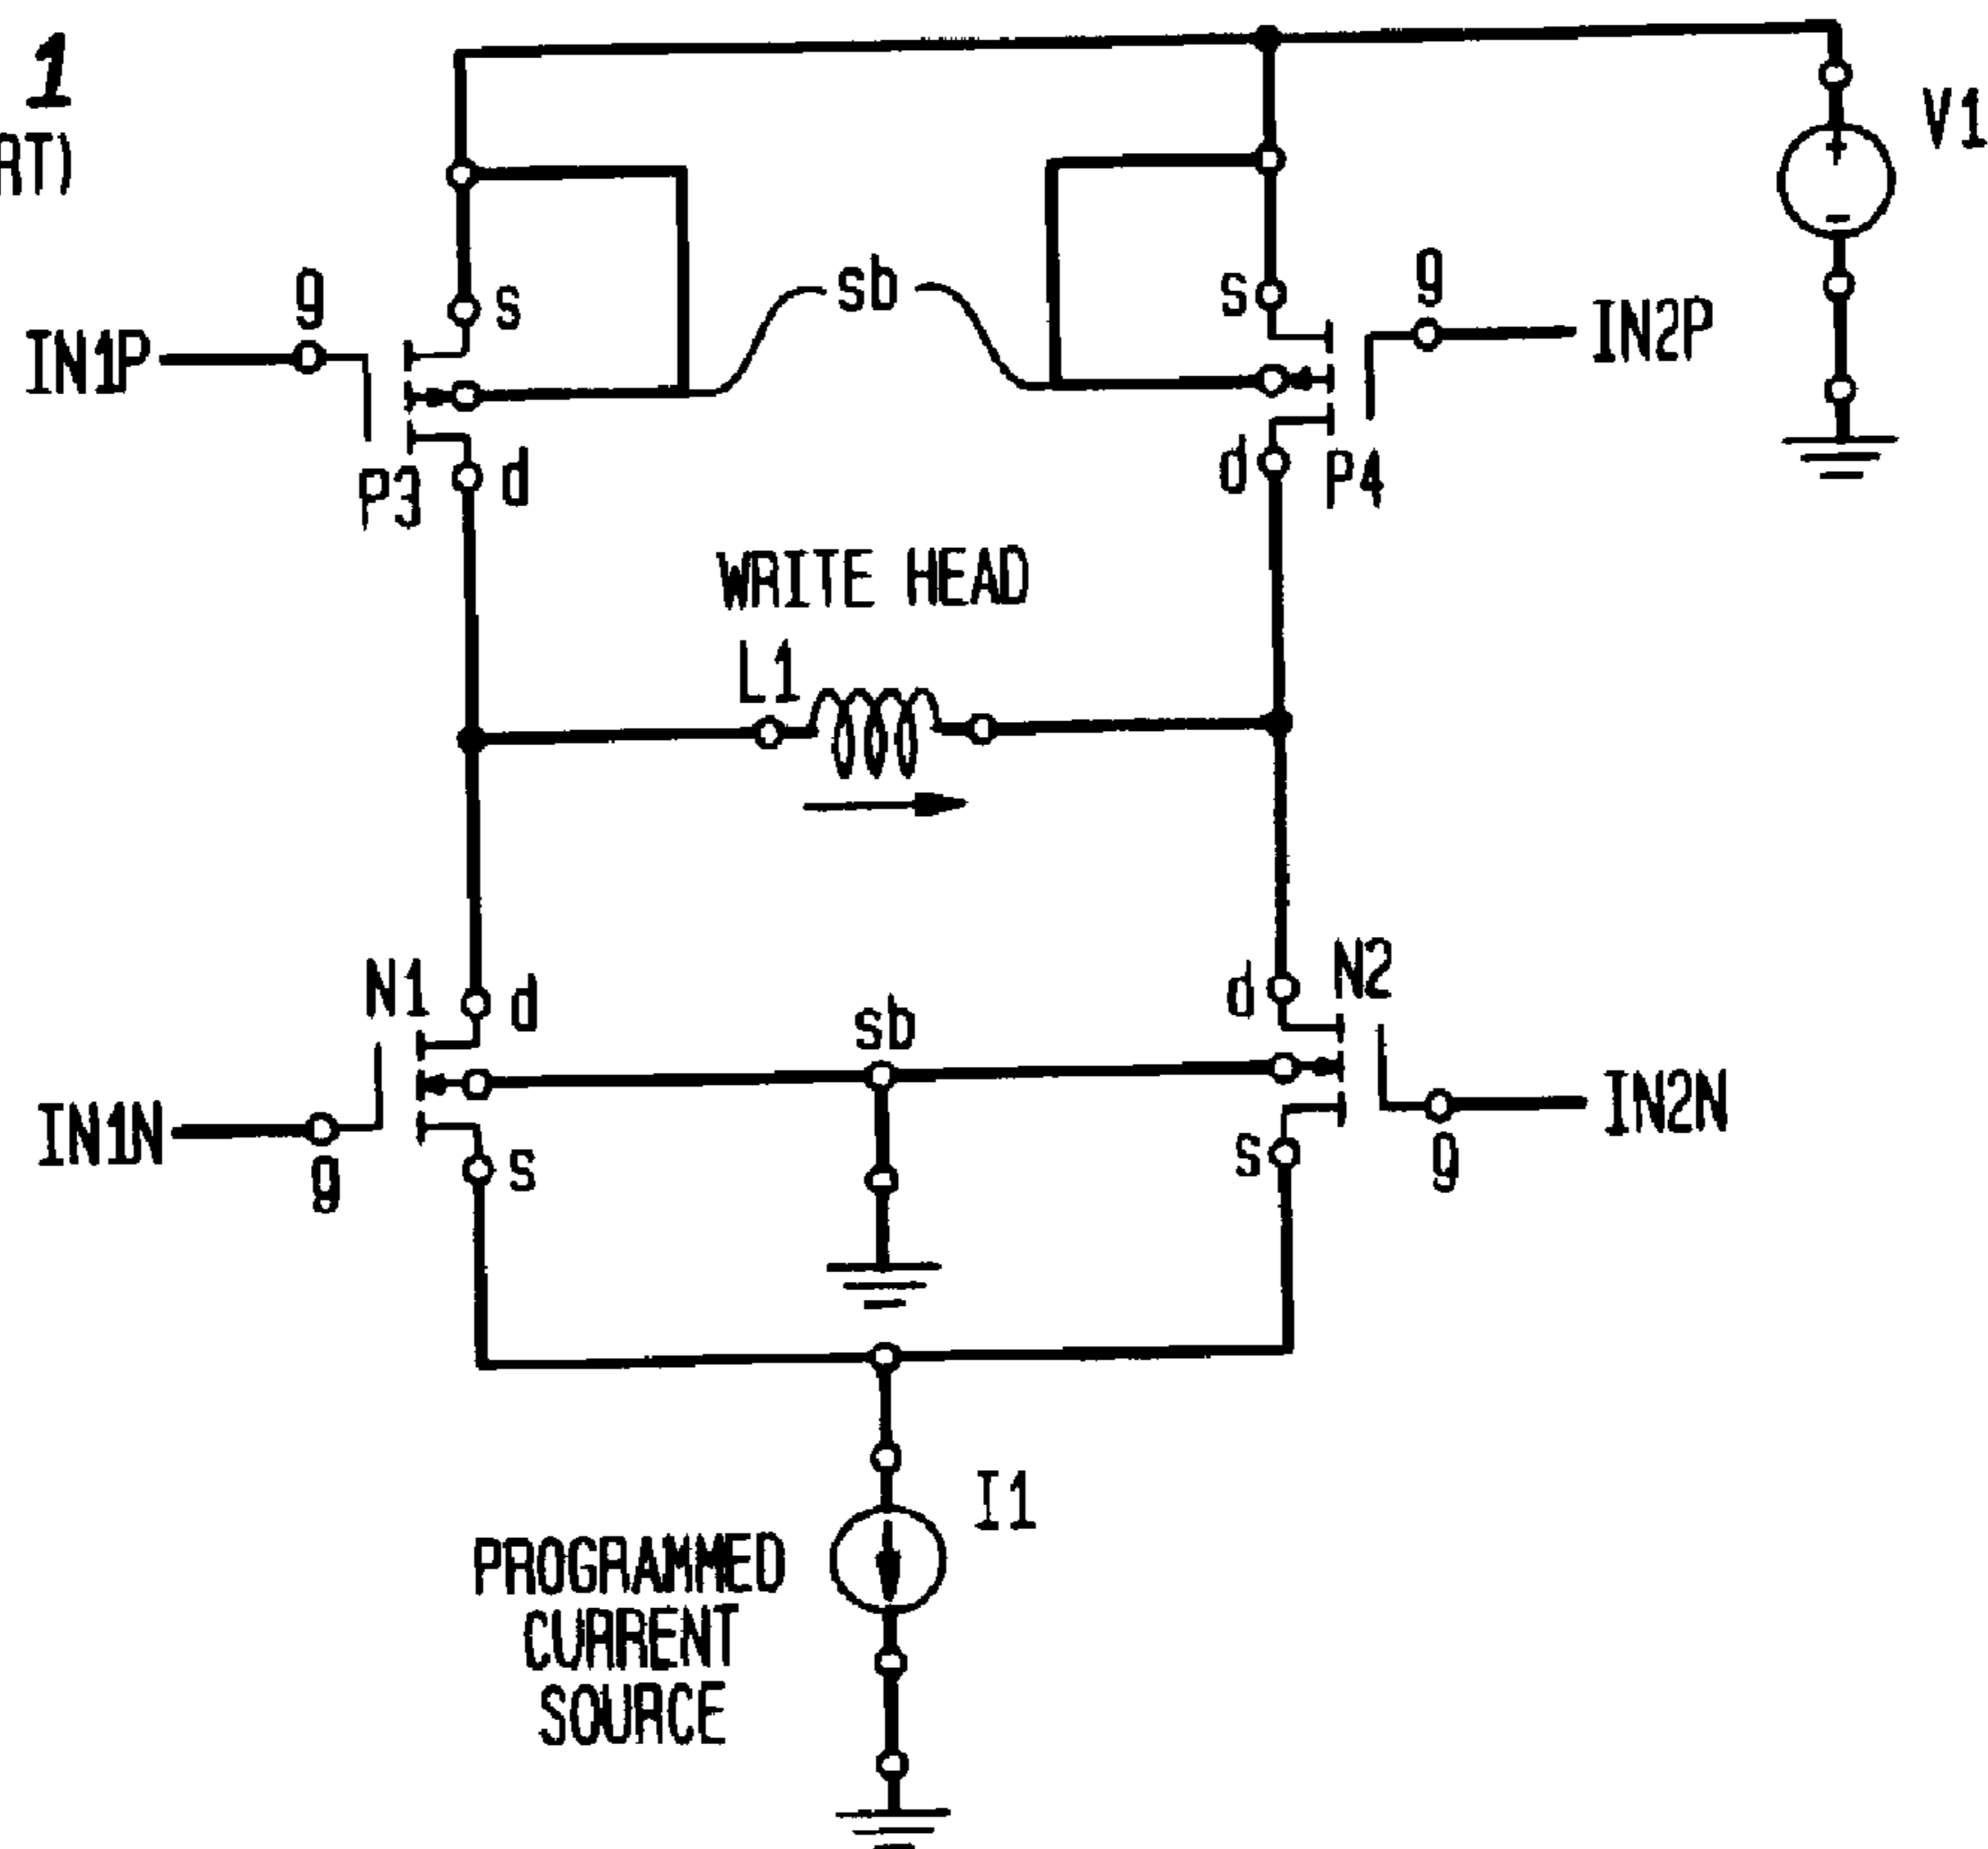 1
RT)
V1
sb
g
s
s
g
IN1P
IN2P
P3
d
d
P4
WRITE HEAD
L1
N1
d
sb
d
N2
IN1N
IN2N
g
s
s
g
I1
PROGRAMMED
CURRENT
SOURCE